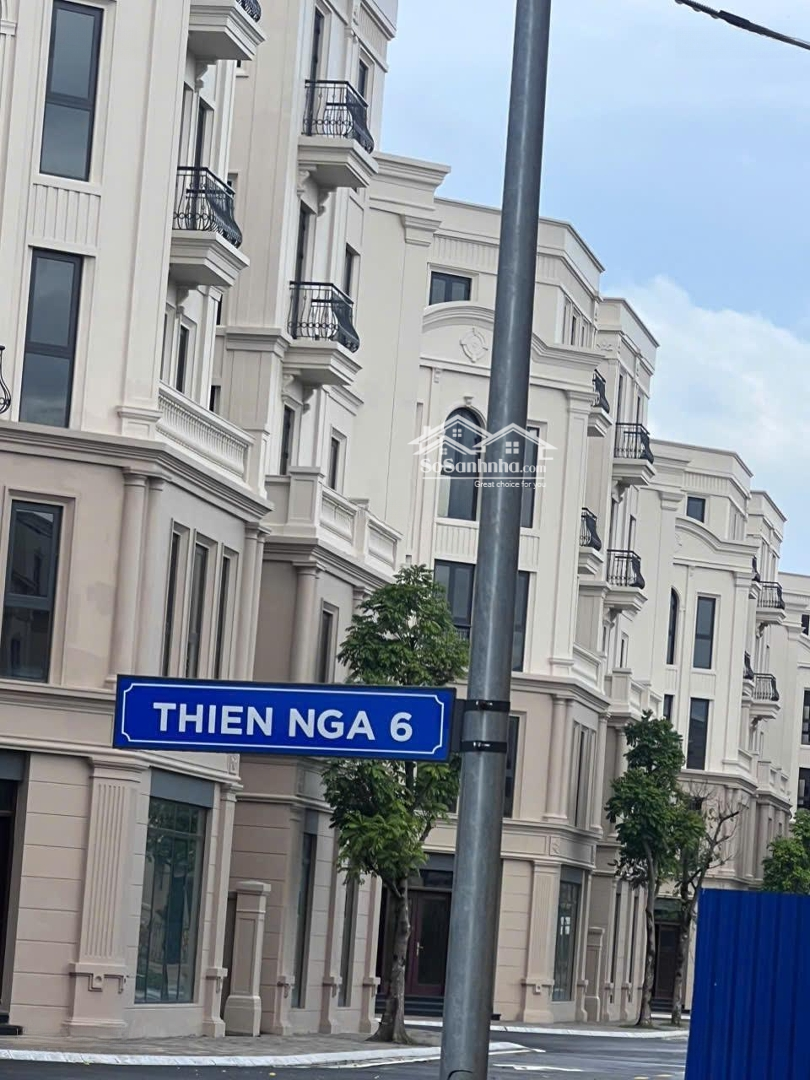 SoSanhnha.com
Great choice for you
THIEN NGA 6